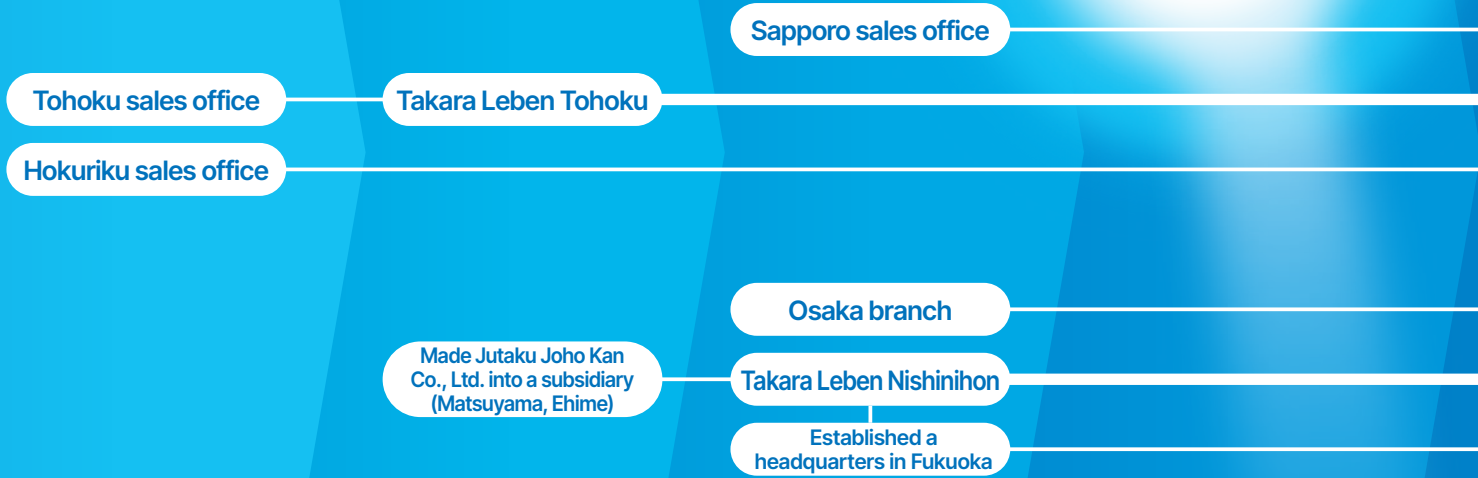 Sapporo sales office
Tohoku sales office
Takara Leben Tohoku
Hokuriku sales office
Osaka branch
Made Jutaku Joho Kan
Co., Ltd. into a subsidiary
(Matsuyama, Ehime)
Takara Leben Nishinihon
Established a
headquarters in Fukuoka